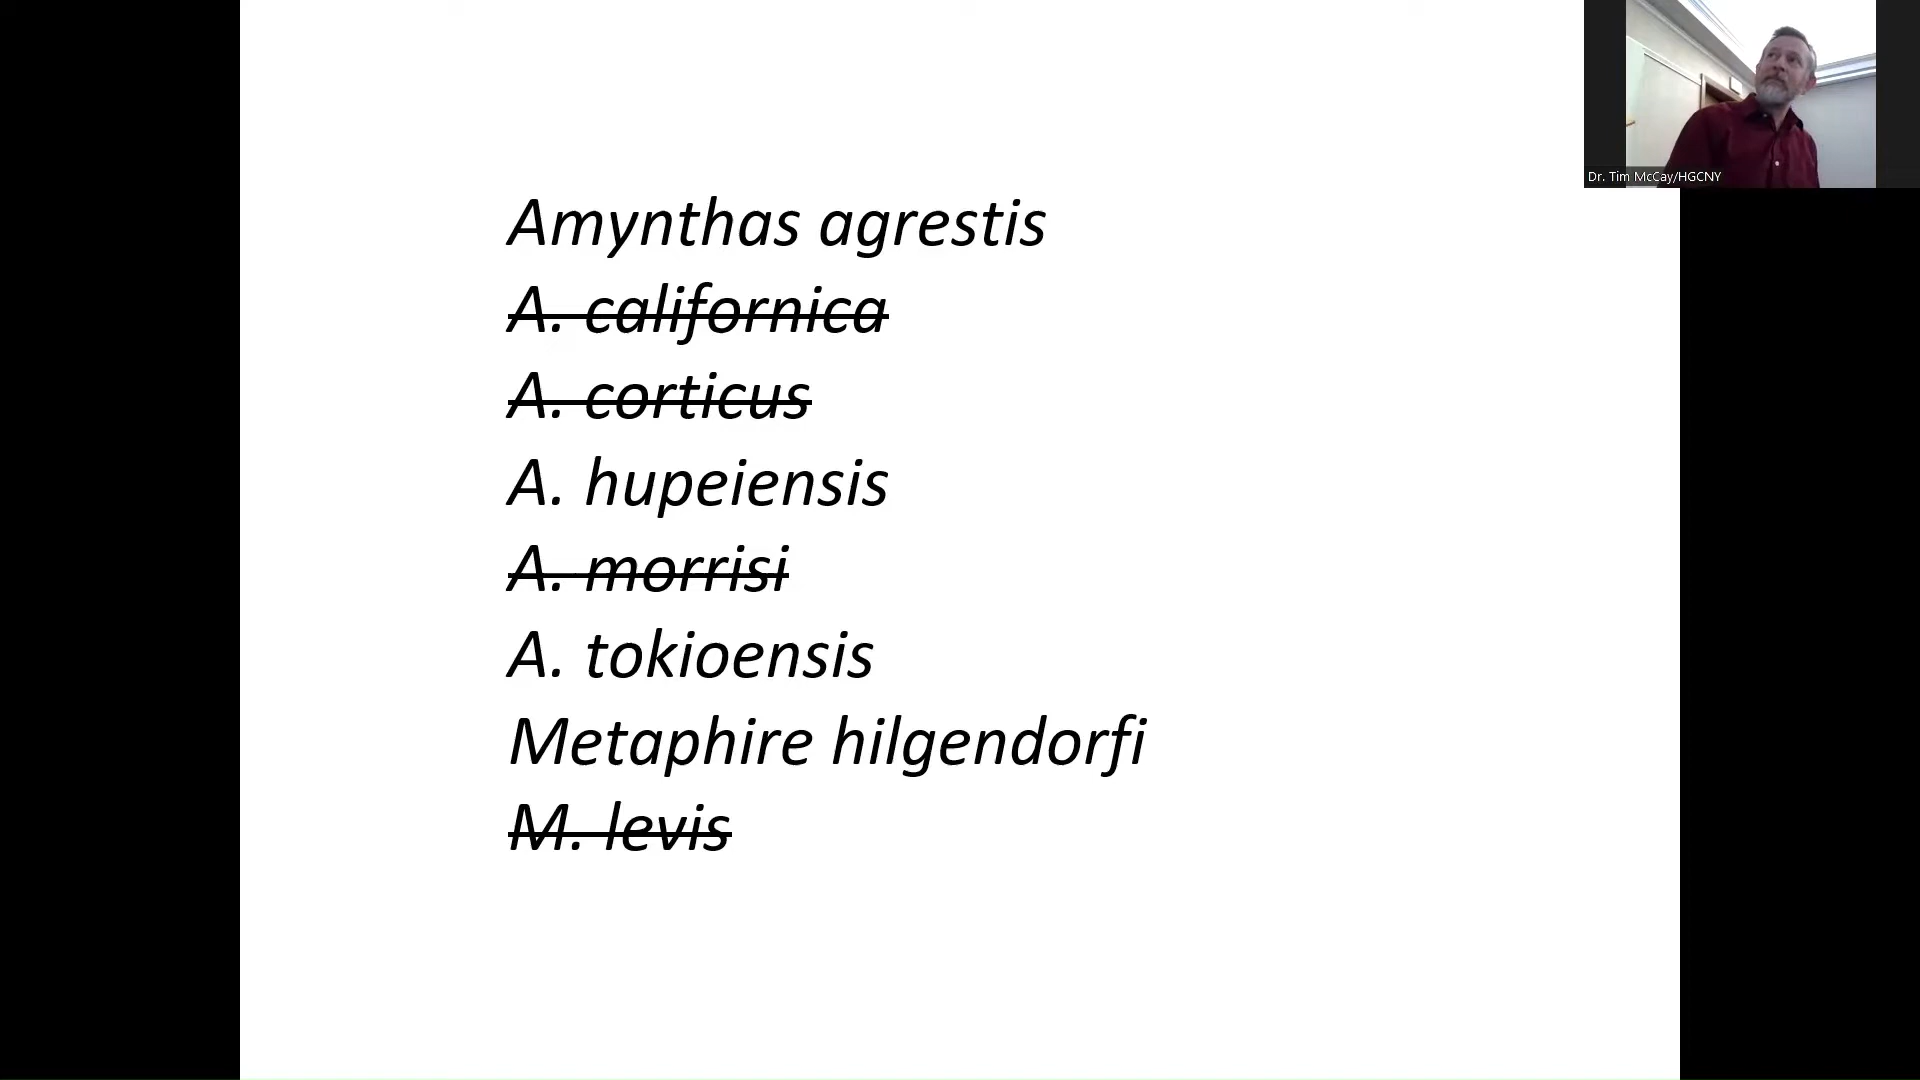 Amynthas agrestis
A. californica
A. corticus
A. hupeiensis
A. morrisi
A. tokioensis
Metaphire hilgendorfi
M. levis
Dr. Tim McCay/HGCNY